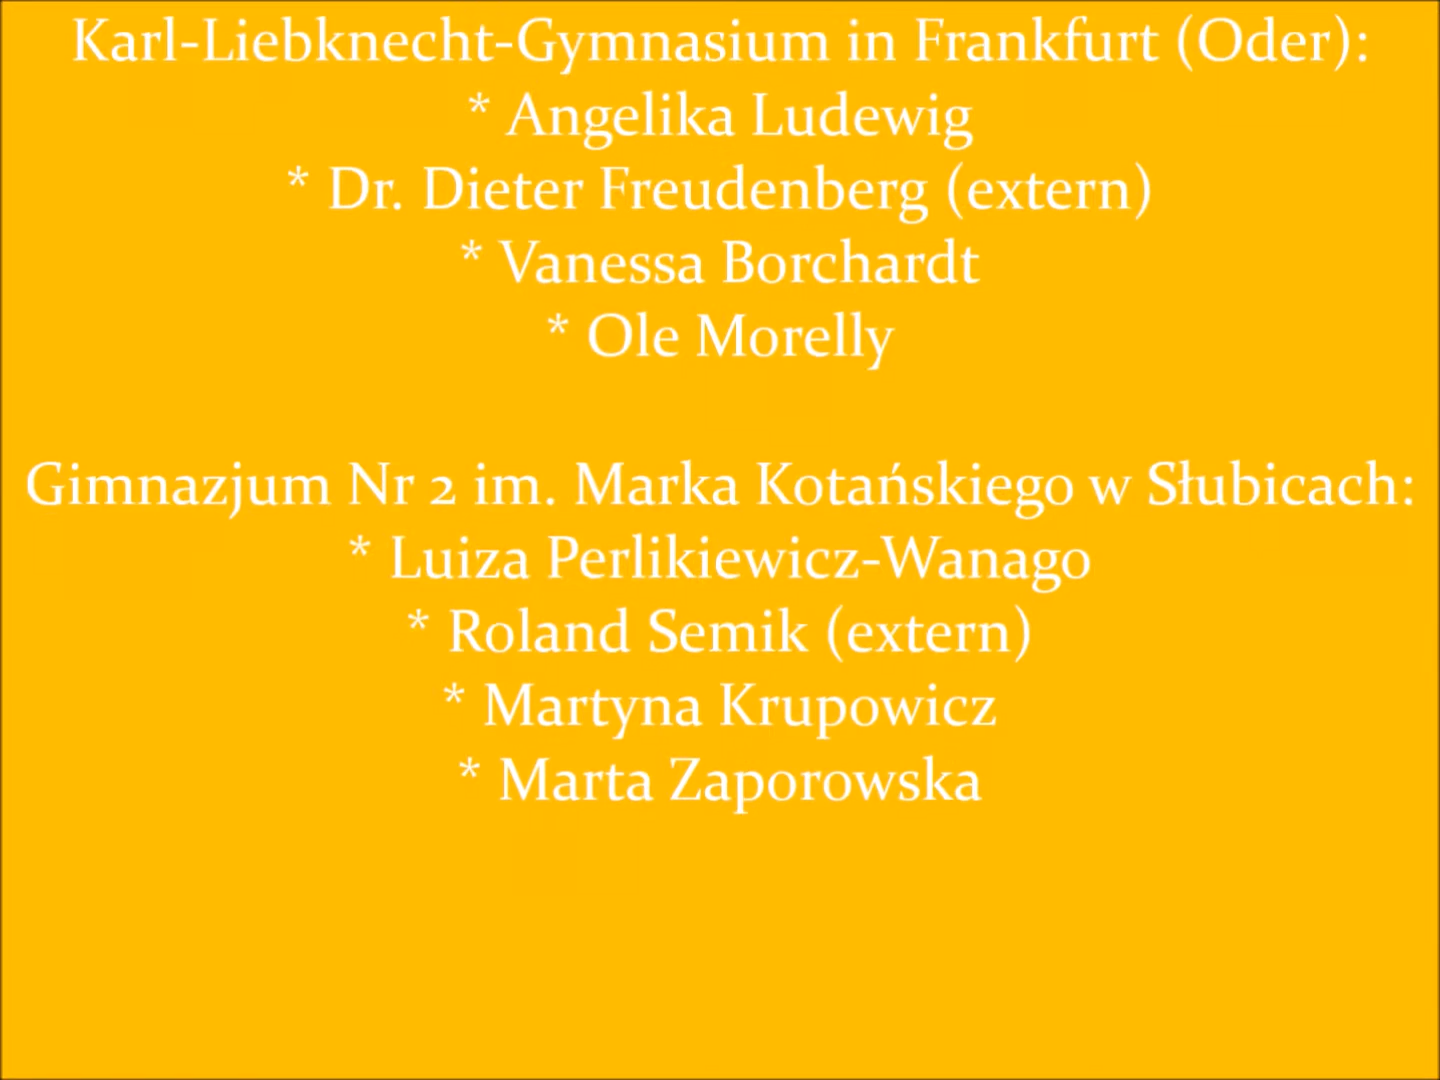 Karl-Liebknecht-Gymnasium in Frankfurt (Oder):
* Angelika Ludewig
* Dr. Dieter Freudenberg (extern)
* Vanessa Borchardt
* Ole Morelly
Gimnazjum Nr 2 im. Marka Kotańskiego w Słubicach:
* Luiza Perlikiewicz-Wanago
* Roland Semik (extern)
* Martyna Krupowicz
* Marta Zaporowska